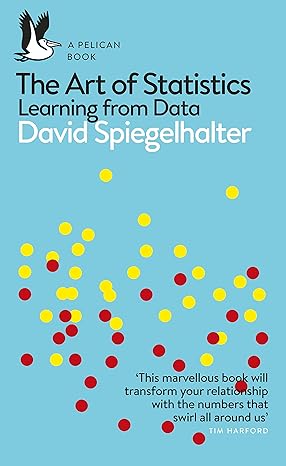 A PELICAN
BOOK
The Art of Statistics
Learning from Data
David Spiegelhalter
‘This marvellous book will
transform your relationship
with the numbers that
swirl all around us’
TIM HARFORD